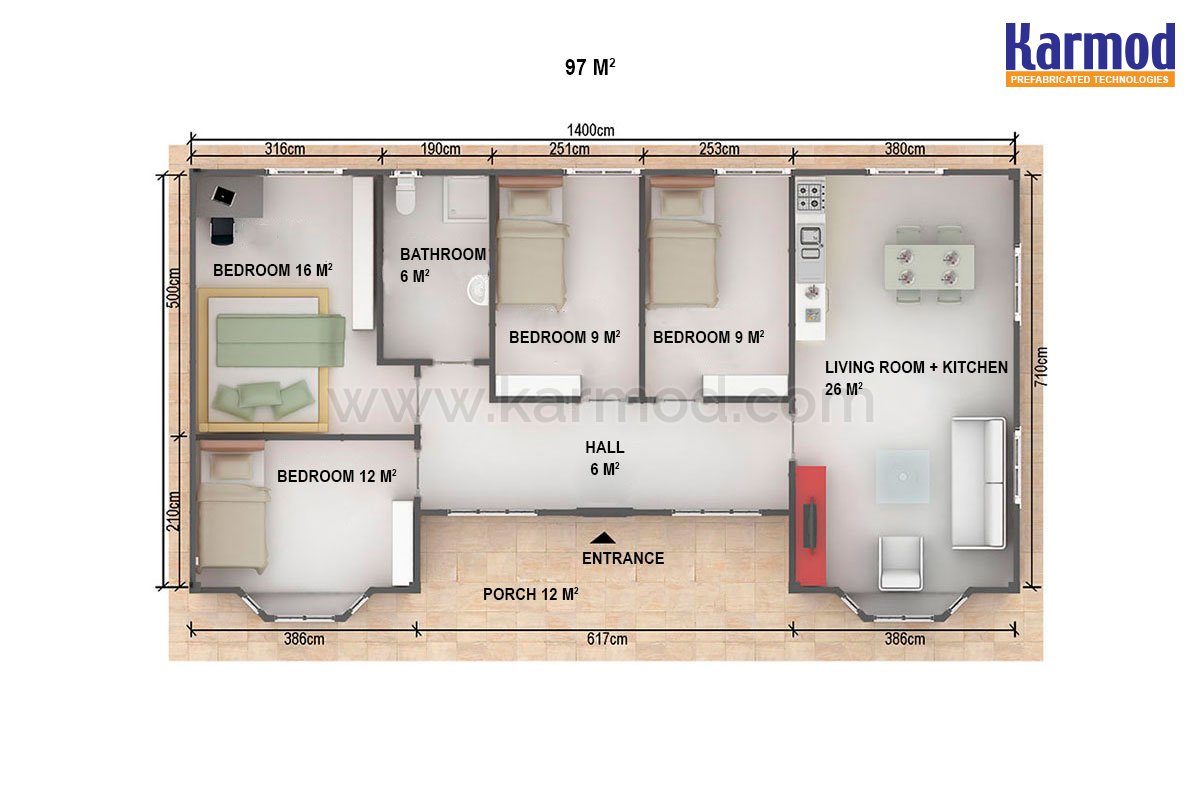 Karmod
PREFABRICATED TECHNOLOGIES
97 M²
1400cm
316cm
190cm
251cm
253cm
380cm
BATHROOM
6 M²
BEDROOM 16 M²
500cm
BEDROOM 9 M²
BEDROOM 9 M²
LIVING ROOM + KITCHEN
26 M²
710cm
www.karmod.com
HALL
6 M²
BEDROOM 12 M²
210cm
ENTRANCE
PORCH 12 M²
386cm
617cm
386cm